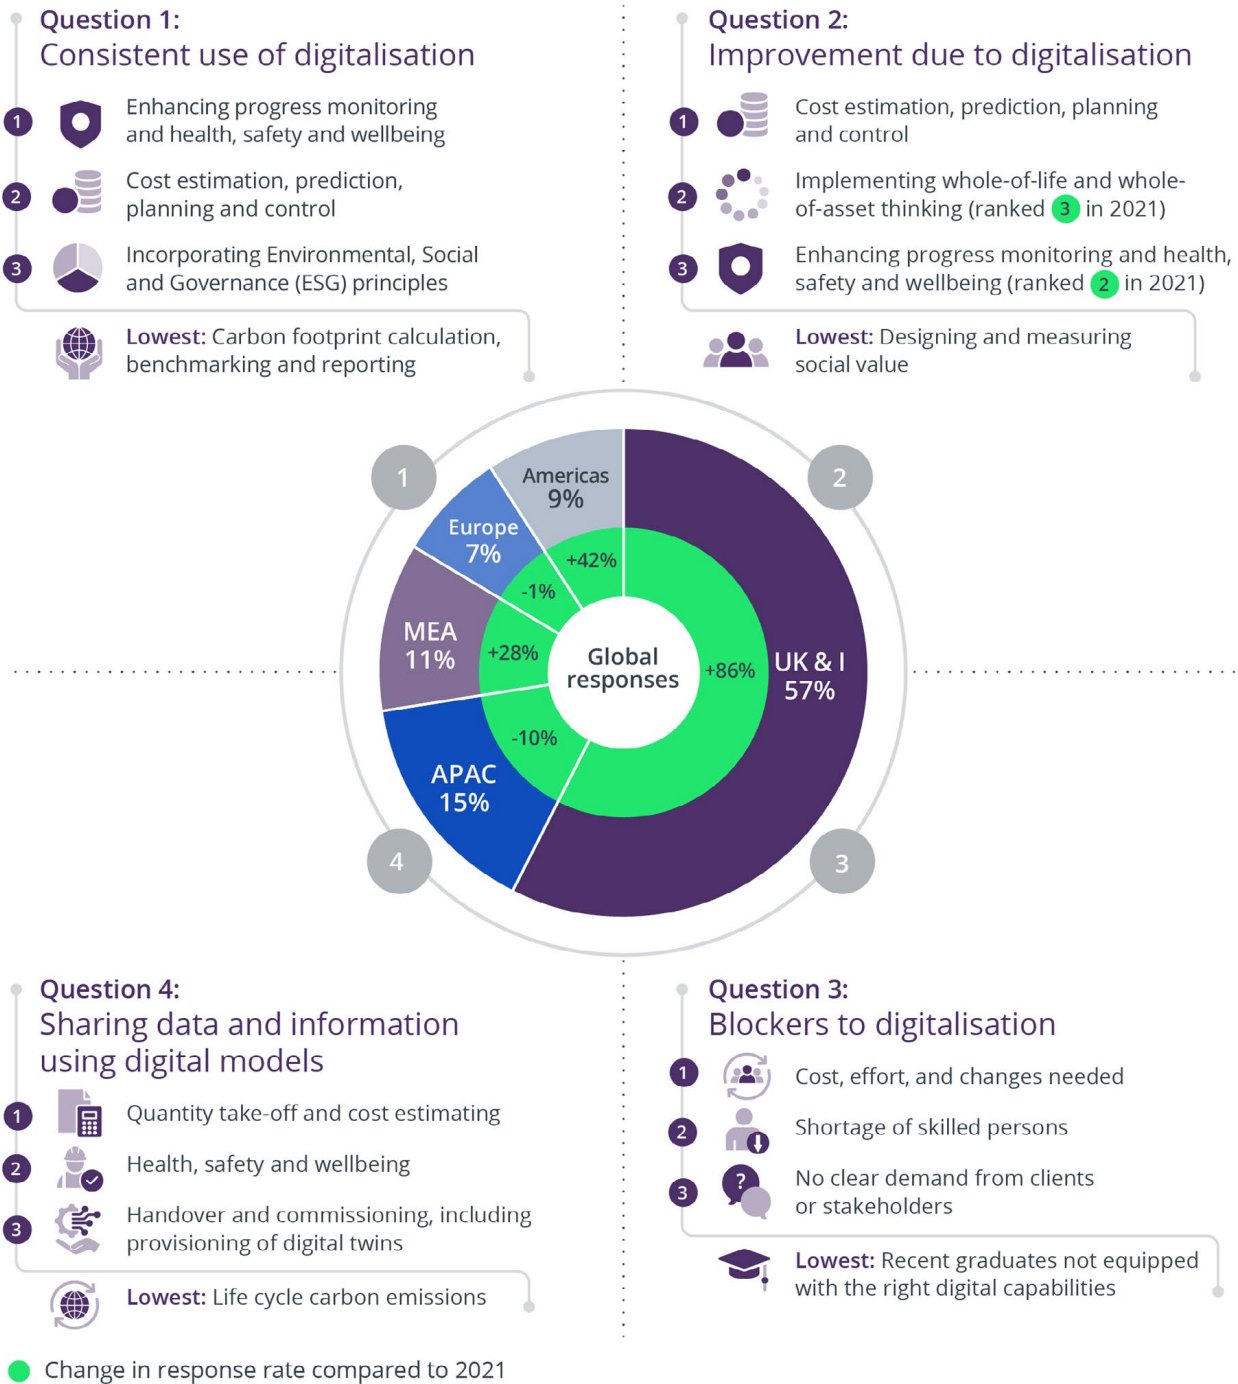 Question 1:
Consistent use of digitalisation
1
Enhancing progress monitoring
and health, safety and wellbeing
2
Cost estimation, prediction,
planning and control
3
Incorporating Environmental, Social
and Governance (ESG) principles
Lowest: Carbon footprint calculation,
benchmarking and reporting
Question 2:
Improvement due to digitalisation
1
Cost estimation, prediction, planning
and control
2
Implementing whole-of-life and whole-
of-asset thinking (ranked 3 in 2021)
3
Enhancing progress monitoring and health,
safety and wellbeing (ranked 2 in 2021)
Lowest: Designing and measuring
social value
1
2
Americas
9%
Europe
7%
+42%
-1%
MEA
11%
+28%
Global
responses
+86%
UK & I
57%
-10%
APAC
15%
4
3
Question 4:
Sharing data and information
using digital models
1
Quantity take-off and cost estimating
2
Health, safety and wellbeing
3
Handover and commissioning, including
provisioning of digital twins
Lowest: Life cycle carbon emissions
Question 3:
Blockers to digitalisation
1
Cost, effort, and changes needed
2
Shortage of skilled persons
3
?
No clear demand from clients
or stakeholders
Lowest: Recent graduates not equipped
with the right digital capabilities
Change in response rate compared to 2021